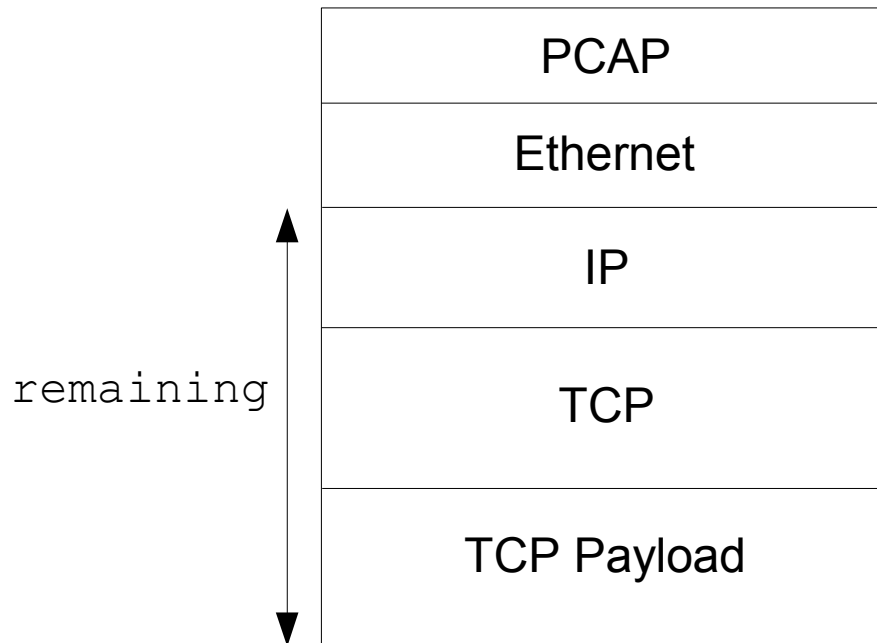 PCAP
Ethernet
IP
remaining
TCP
TCP Payload